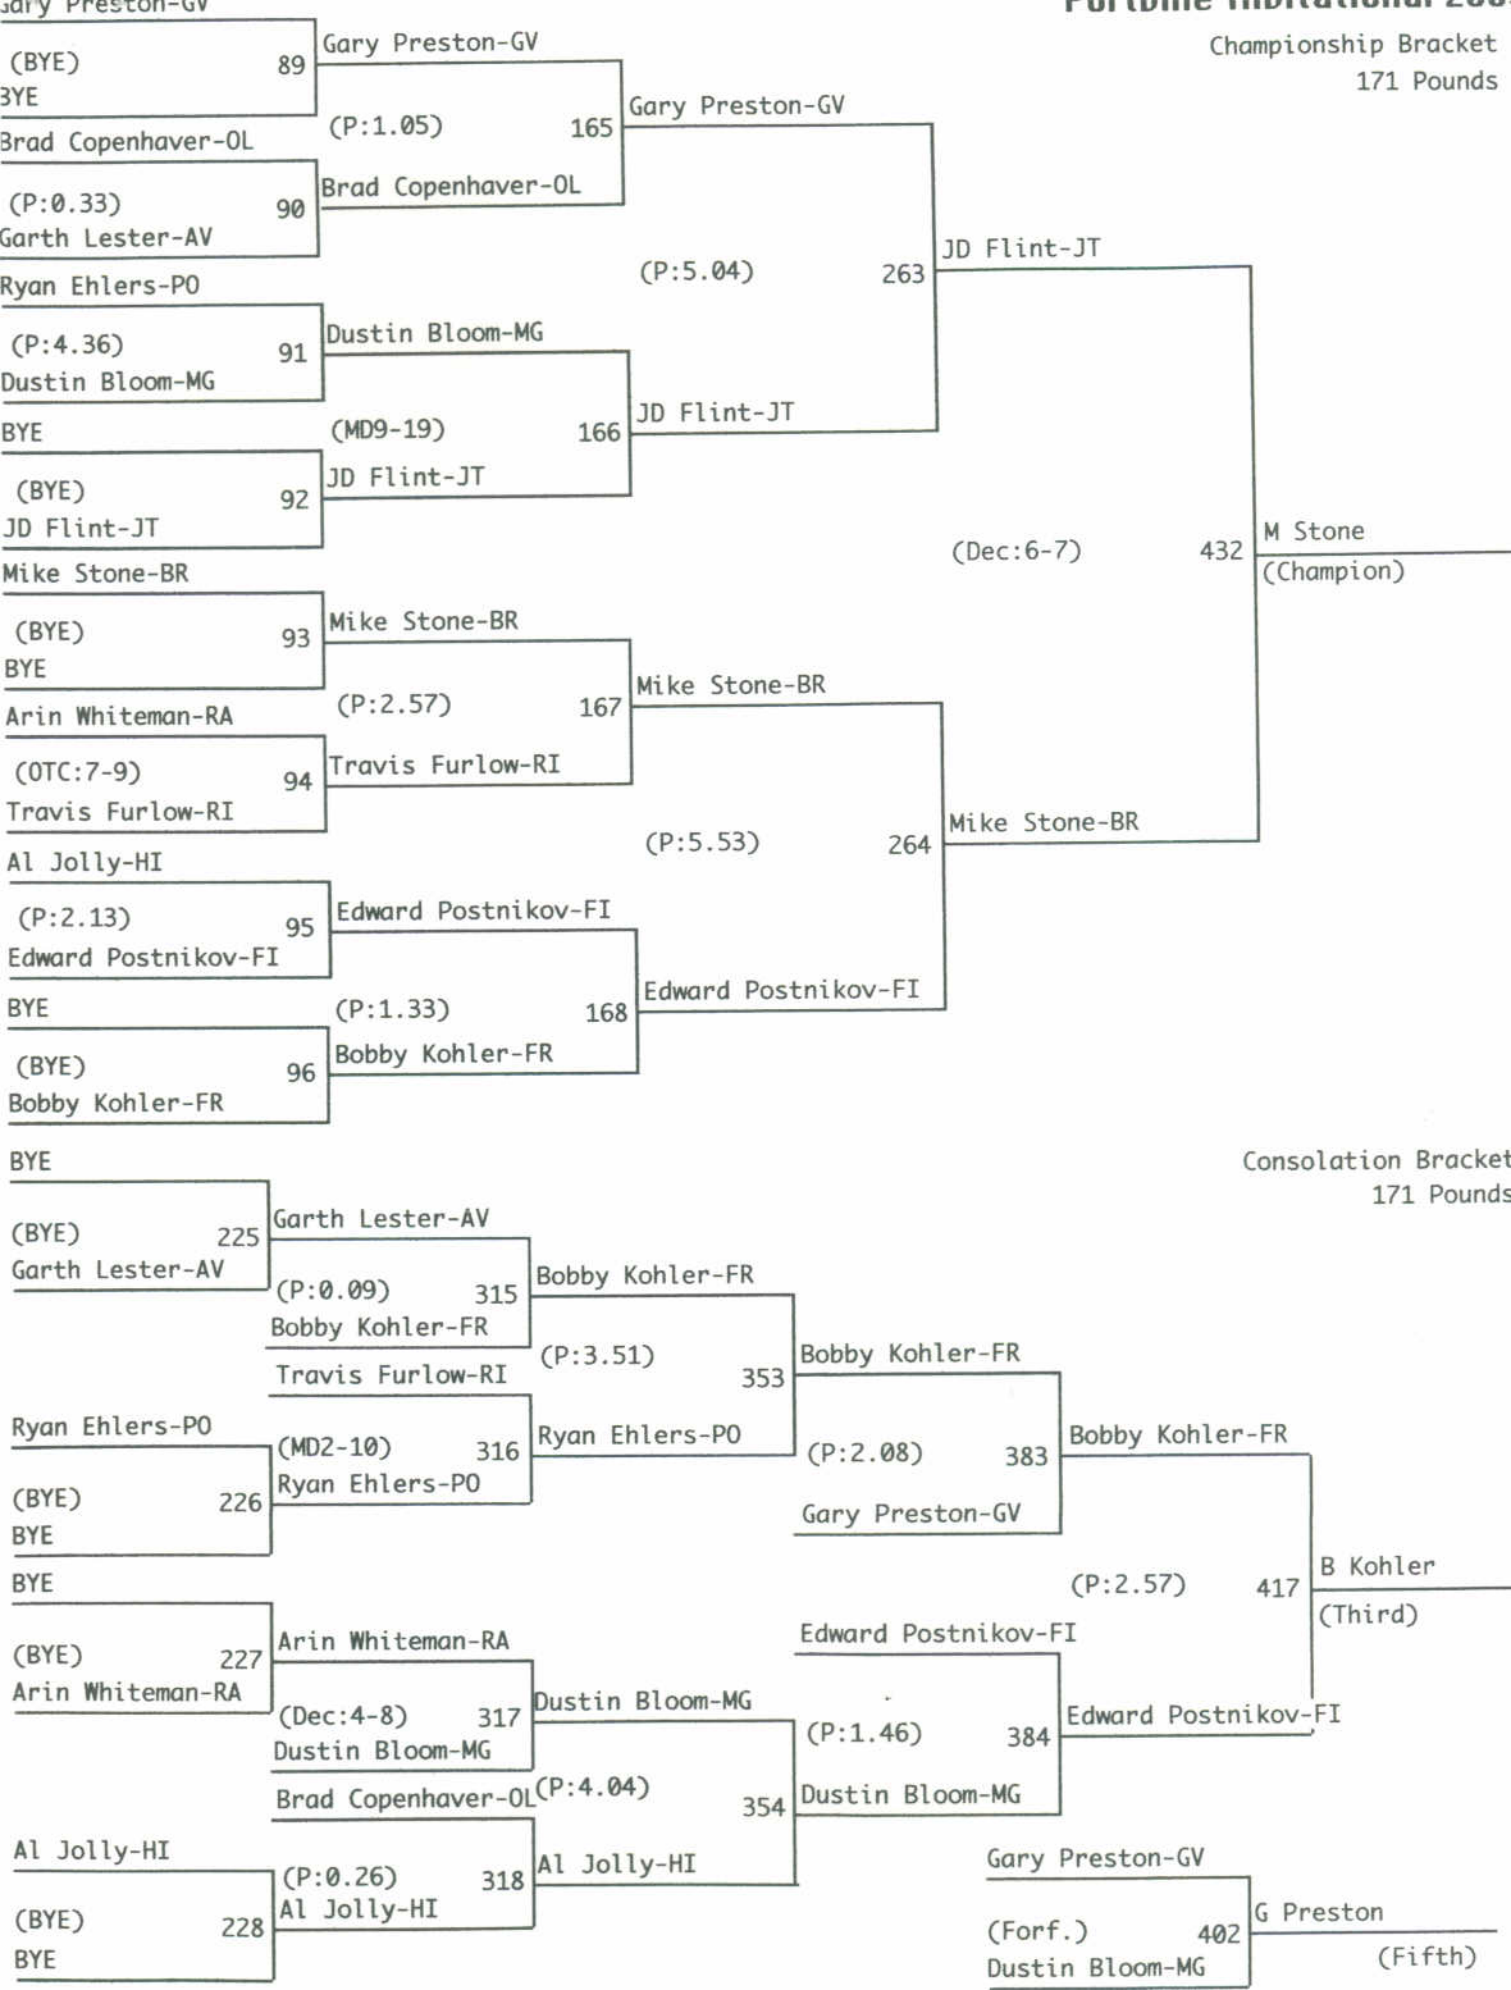 Gary Preston-GV
Championship Bracket
171 Pounds
(BYE) 89
BYE
Gary Preston-GV
Brad Copenhaver-OL
(P:0.33) 90
Garth Lester-AV
Brad Copenhaver-OL
(P:1.05) 165
Gary Preston-GV
Ryan Ehlers-PO
(P:4.36) 91
Dustin Bloom-MG
Dustin Bloom-MG
BYE
(BYE) 92
JD Flint-JT
JD Flint-JT
(MD9-19) 166
JD Flint-JT
(P:5.04) 263
JD Flint-JT
Mike Stone-BR
(BYE) 93
BYE
Mike Stone-BR
Arin Whiteman-RA
(OTC:7-9) 94
Travis Furlow-RI
Travis Furlow-RI
(P:2.57) 167
Mike Stone-BR
Al Jolly-HI
(P:2.13) 95
Edward Postnikov-FI
Edward Postnikov-FI
BYE
(BYE) 96
Bobby Kohler-FR
Bobby Kohler-FR
(P:1.33) 168
Edward Postnikov-FI
(P:5.53) 264
Mike Stone-BR
(Dec:6-7) 432
M Stone
(Champion)
Consolation Bracket
171 Pounds
BYE
(BYE) 225
Garth Lester-AV
Garth Lester-AV
(P:0.09) 315
Bobby Kohler-FR
Bobby Kohler-FR
Travis Furlow-RI
Ryan Ehlers-PO
(BYE) 226
BYE
(MD2-10) 316
Ryan Ehlers-PO
Ryan Ehlers-PO
(P:3.51) 353
Bobby Kohler-FR
(P:2.08) 383
Gary Preston-GV
Bobby Kohler-FR
BYE
(BYE) 227
Arin Whiteman-RA
Arin Whiteman-RA
(Dec:4-8) 317
Dustin Bloom-MG
Dustin Bloom-MG
Brad Copenhaver-OL
Al Jolly-HI
(BYE) 228
BYE
(P:0.26) 318
Al Jolly-HI
Al Jolly-HI
(P:4.04) 354
Dustin Bloom-MG
Edward Postnikov-FI
(P:1.46) 384
Edward Postnikov-FI
(P:2.57) 417
B Kohler
(Third)
Gary Preston-GV
(Forf.) 402
Dustin Bloom-MG
G Preston
(Fifth)